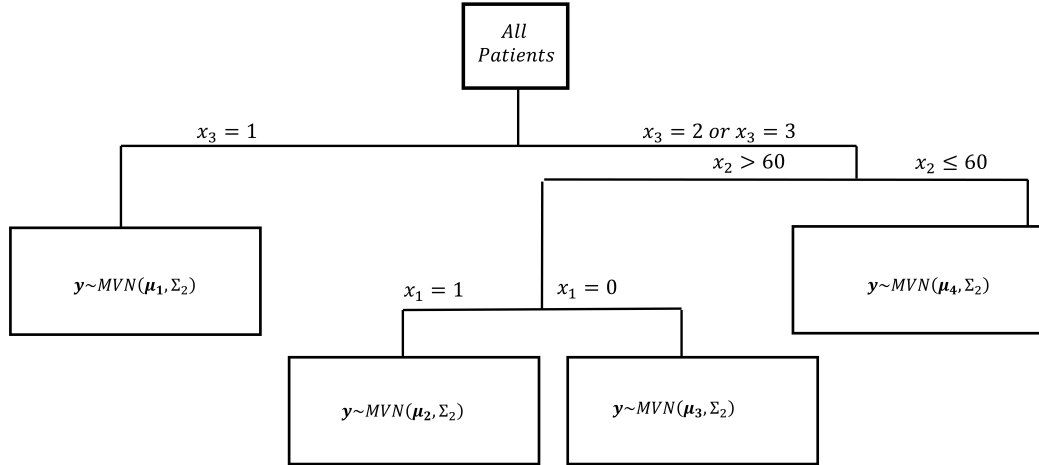 All
Patients
x₃ = 1
x₃ = 2 or x₃ = 3
x₂ > 60
x₂ ≤ 60
y~MVN(μ₁, Σ₂)
y~MVN(μ₄, Σ₂)
x₁ = 1
x₁ = 0
y~MVN(μ₂, Σ₂)
y~MVN(μ₃, Σ₂)